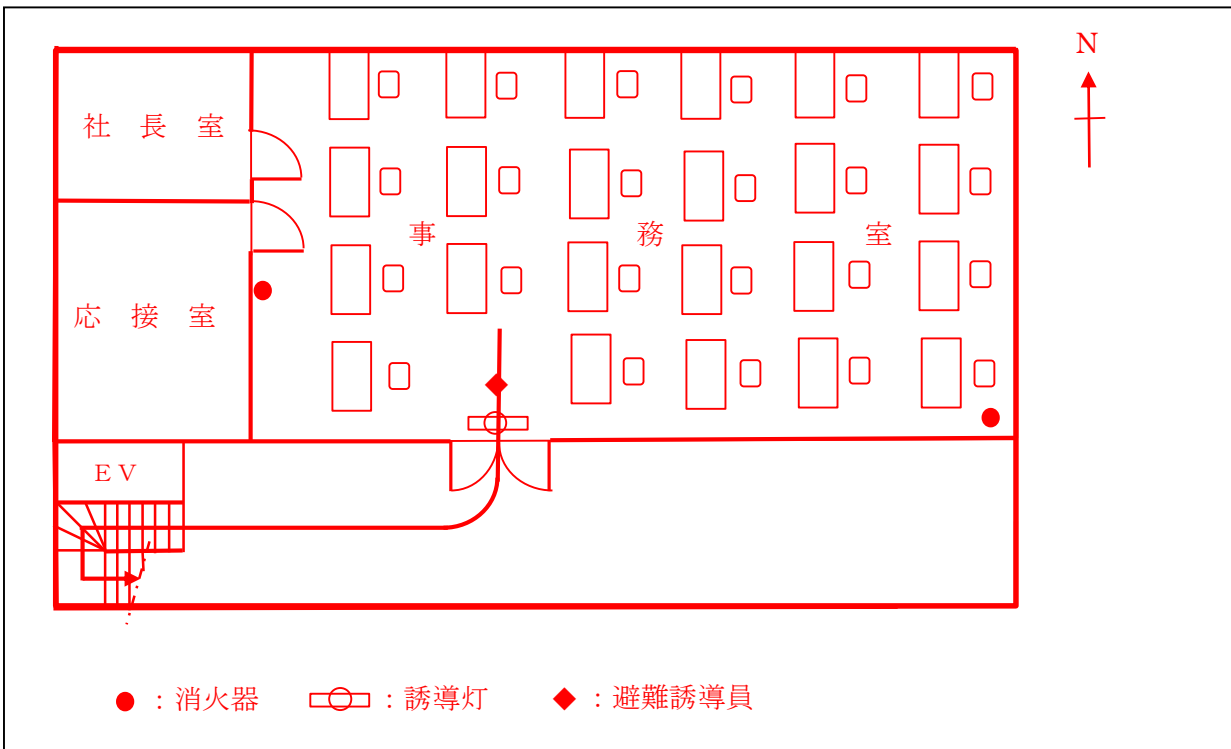 N
社 長 室
事 務 室
応 接 室
EV
● : 消火器 : 誘導灯 ◆ : 避難誘導員